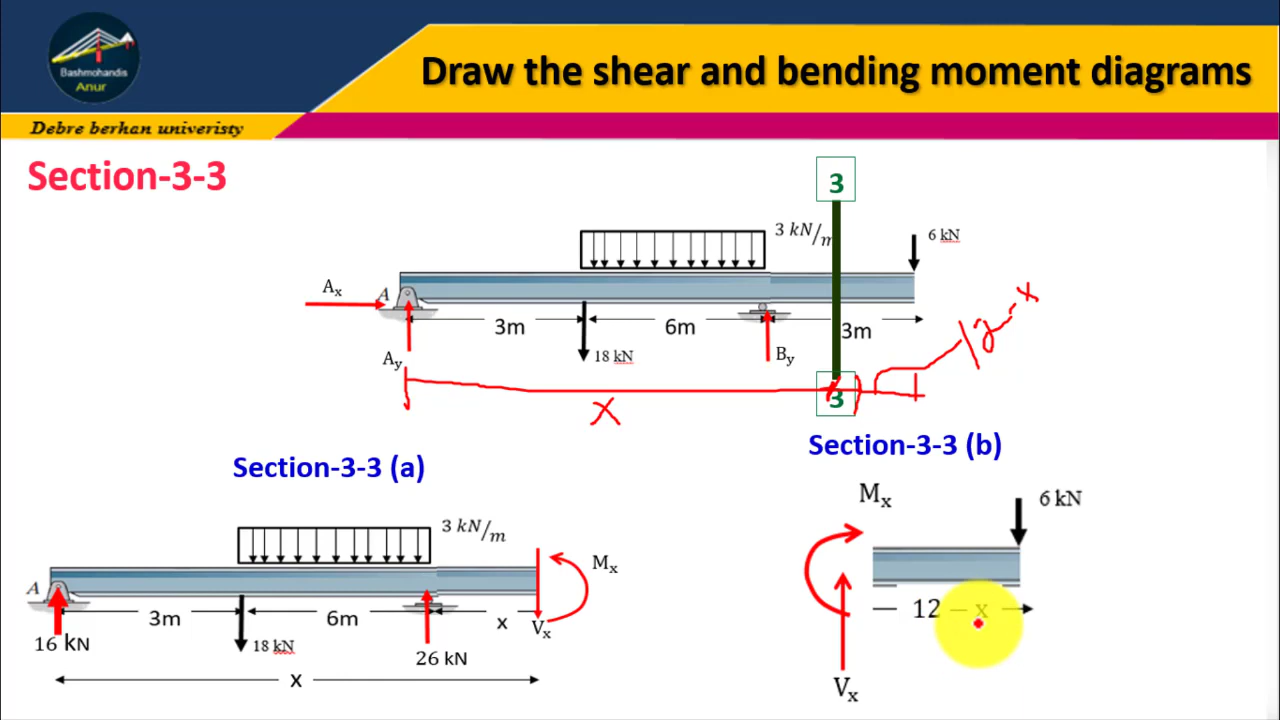 Bashmohandis
Anur
Draw the shear and bending moment diagrams
Debre berhan univeristy
Section-3-3
3
3 kN/m
6 kN
Ax
A
3m
6m
3m
Ay
18 kN
By
12-x
x
3
Section-3-3 (a)
Section-3-3 (b)
Mx
6 kN
3 kN/m
A
Mx
3m
6m
x
Vx
12 - x
16 kN
18 kN
26 kN
x
Vx